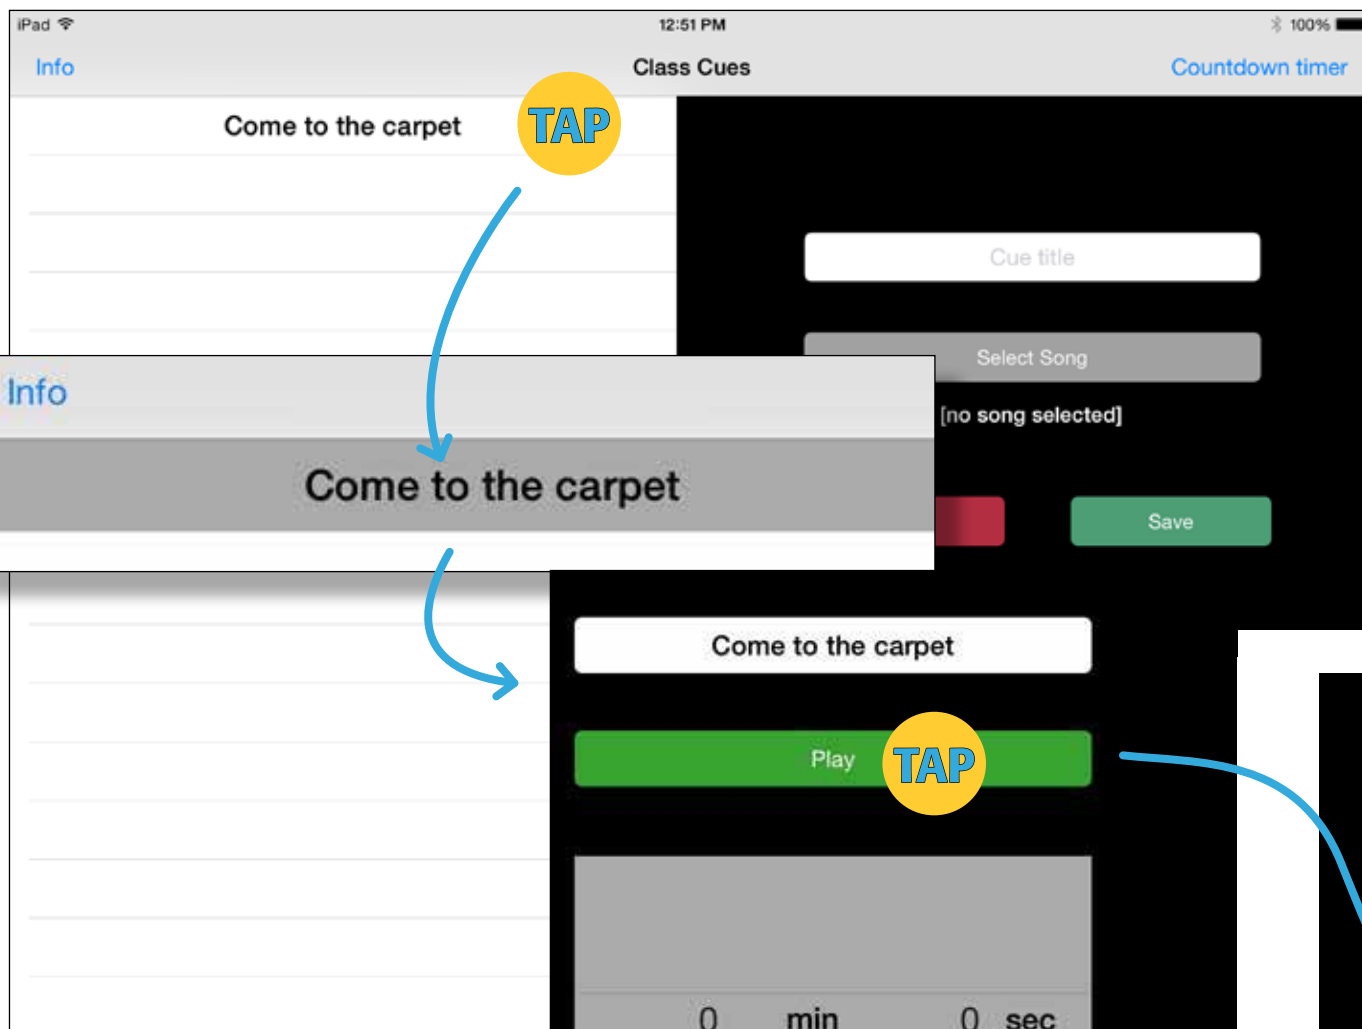 iPad 12:51 PM 100%
Info Class Cues Countdown timer
Come to the carpet TAP
Cue title
Select Song
[no song selected]
Info
Come to the carpet
Save
Come to the carpet
Play TAP
0 min 0 sec